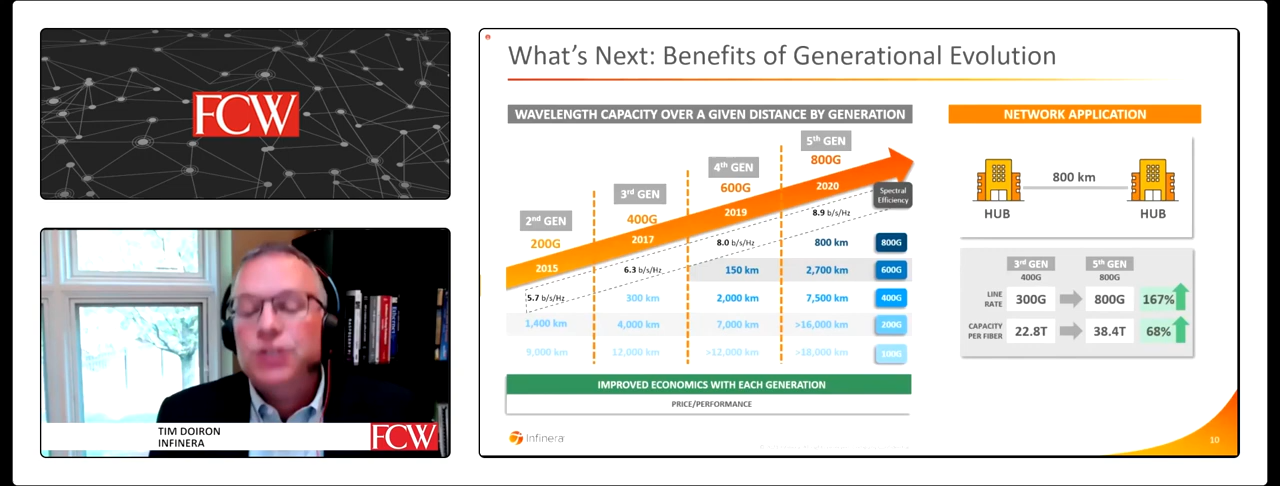 FCW
TIM DOIRON
INFINERA
FCW
What's Next: Benefits of Generational Evolution
WAVELENGTH CAPACITY OVER A GIVEN DISTANCE BY GENERATION
5th GEN
800G
4th GEN
600G
3rd GEN
400G
2nd GEN
200G
2020
2019
2017
2015
Spectral
Efficiency
8.9 b/s/Hz
8.0 b/s/Hz
6.3 b/s/Hz
5.7 b/s/Hz
800 km
800G
150 km
2,700 km
600G
300 km
2,000 km
7,500 km
400G
1,400 km
4,000 km
7,000 km
>16,000 km
200G
9,000 km
12,000 km
>12,000 km
>18,000 km
100G
IMPROVED ECONOMICS WITH EACH GENERATION
PRICE/PERFORMANCE
NETWORK APPLICATION
800 km
HUB
HUB
3rd GEN
400G
5th GEN
800G
LINE
RATE
300G
800G
167%
CAPACITY
PER FIBER
22.8T
38.4T
68%
Infinera
10